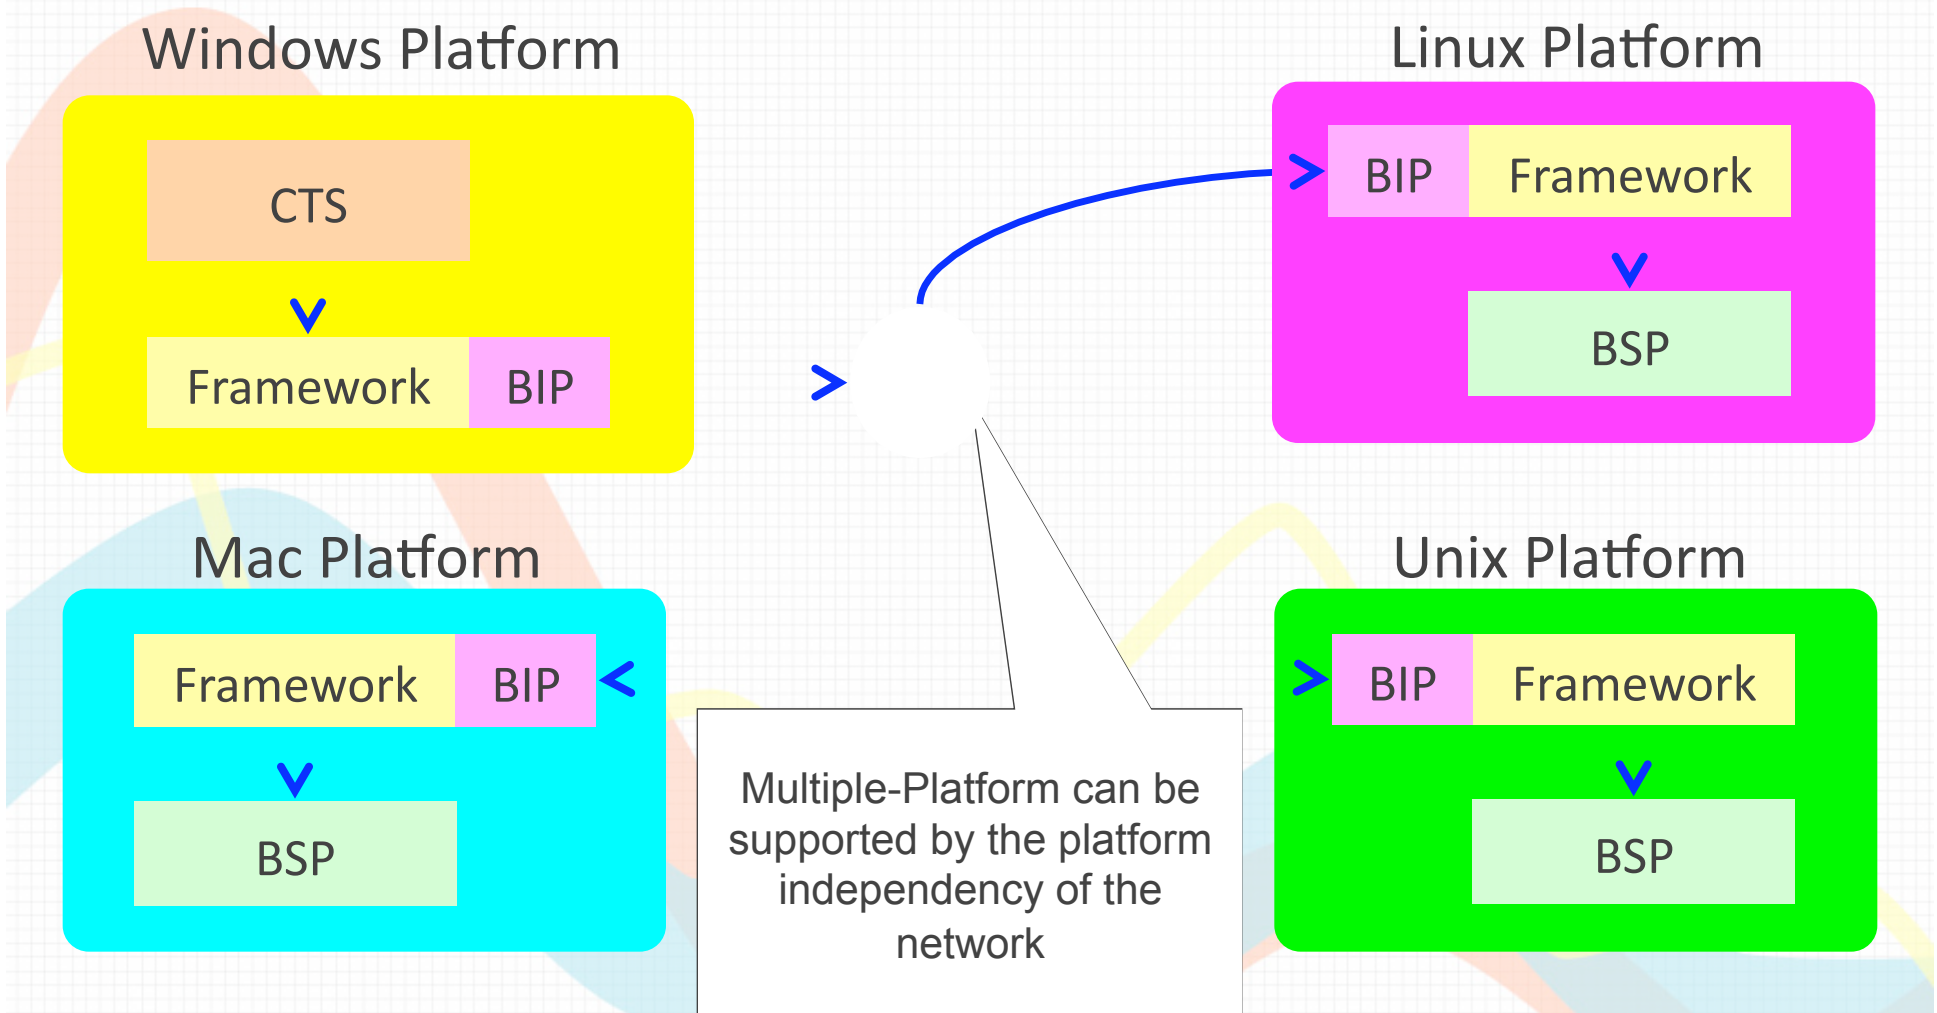 Windows Platform
CTS
Framework BIP
Linux Platform
BIP Framework
BSP
Mac Platform
Framework BIP
BSP
Unix Platform
BIP Framework
BSP
Multiple-Platform can be
supported by the platform
independency of the
network